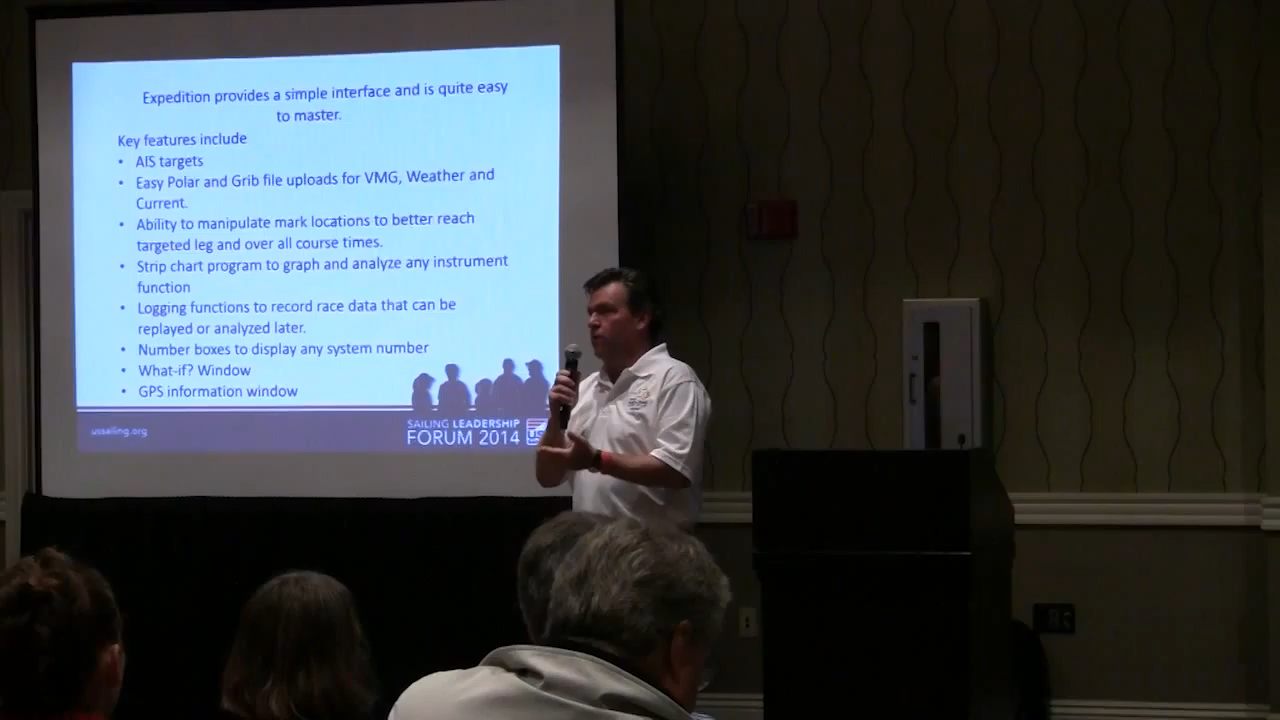 Expedition provides a simple interface and is quite easy
to master.
Key features include
• AIS targets
• Easy Polar and Grib file uploads for VMG, Weather and
Current.
• Ability to manipulate mark locations to better reach
targeted leg and over all course times.
• Strip chart program to graph and analyze any instrument
function
• Logging functions to record race data that can be
replayed or analyzed later.
• Number boxes to display any system number
• What-if? Window
• GPS information window
ussailing.org
SAILING LEADERSHIP
FORUM 2014